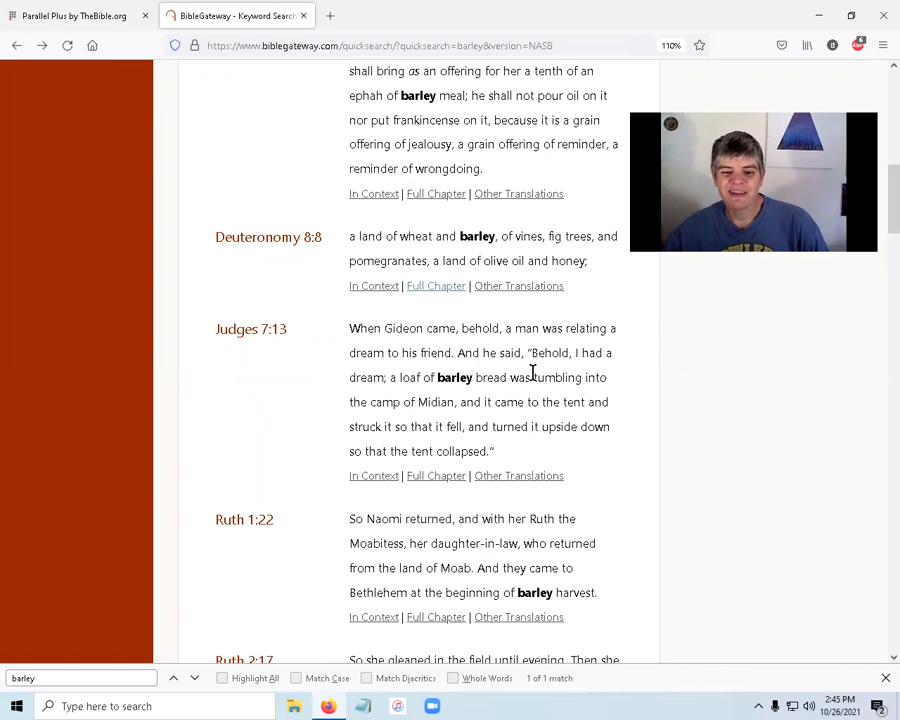 Parallel Plus by TheBible.org
BibleGateway - Keyword Search
https://www.biblegateway.com/quicksearch/?quicksearch=barley&version=NASB
110%
B
6
shall bring as an offering for her a tenth of an
ephah of barley meal; he shall not pour oil on it
nor put frankincense on it, because it is a grain
offering of jealousy, a grain offering of reminder, a
reminder of wrongdoing.
In Context | Full Chapter | Other Translations
Deuteronomy 8:8
a land of wheat and barley, of vines, fig trees, and
pomegranates, a land of olive oil and honey;
In Context | Full Chapter | Other Translations
Judges 7:13
When Gideon came, behold, a man was relating a
dream to his friend. And he said, “Behold, I had a
dream; a loaf of barley bread was tumbling into
the camp of Midian, and it came to the tent and
struck it so that it fell, and turned it upside down
so that the tent collapsed.”
In Context | Full Chapter | Other Translations
Ruth 1:22
So Naomi returned, and with her Ruth the
Moabitess, her daughter-in-law, who returned
from the land of Moab. And they came to
Bethlehem at the beginning of barley harvest.
In Context | Full Chapter | Other Translations
Ruth 2:17
So she gleaned in the field until evening. Then she
barley
Highlight All
Match Case
Match Diacritics
Whole Words
1 of 1 match
Type here to search
2:45 PM
10/26/2021
2